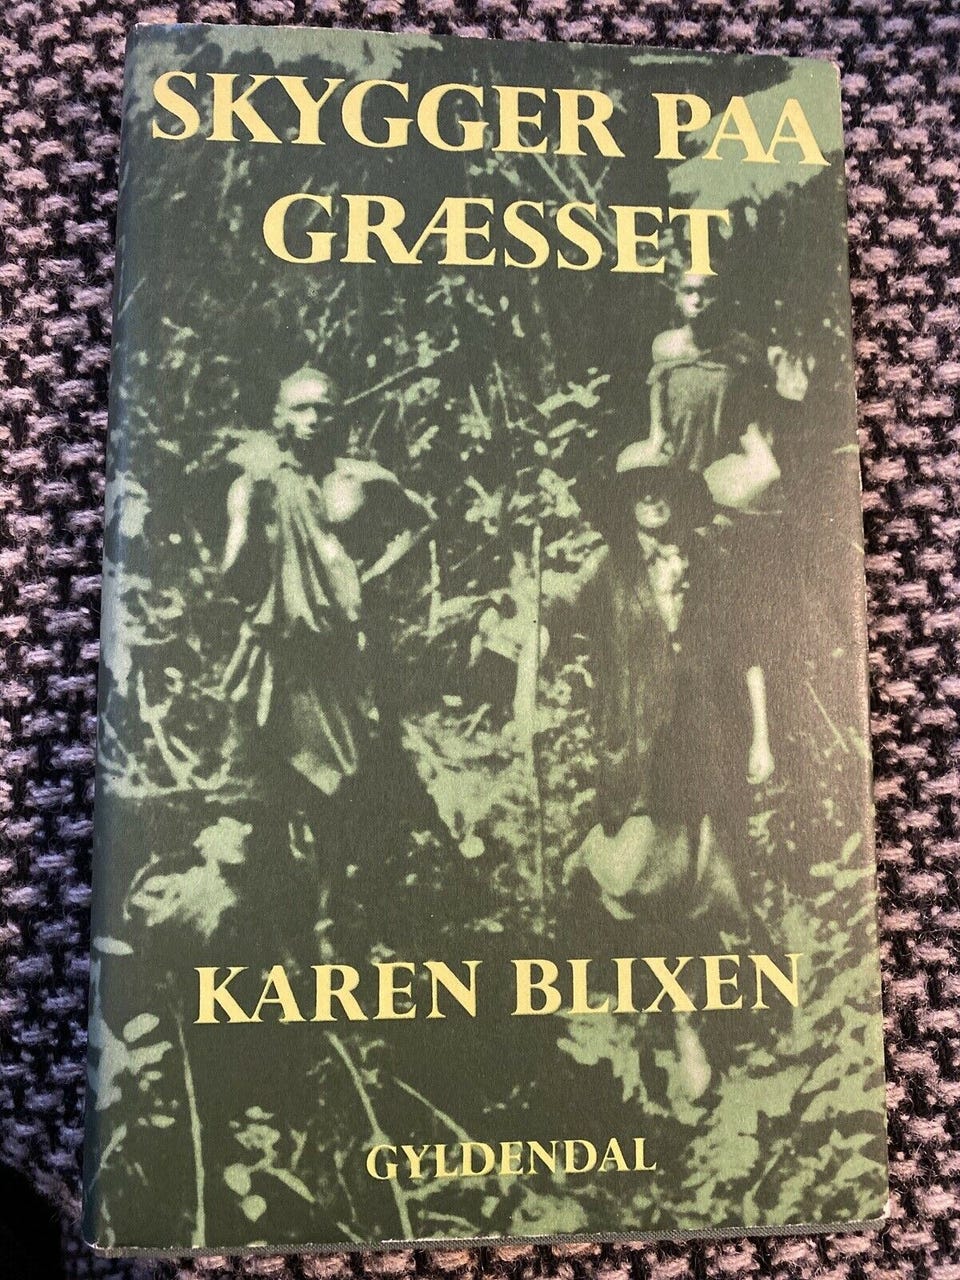 SKYGGER PAA
GRÆSSET
KAREN BLIXEN
GYLDENDAL